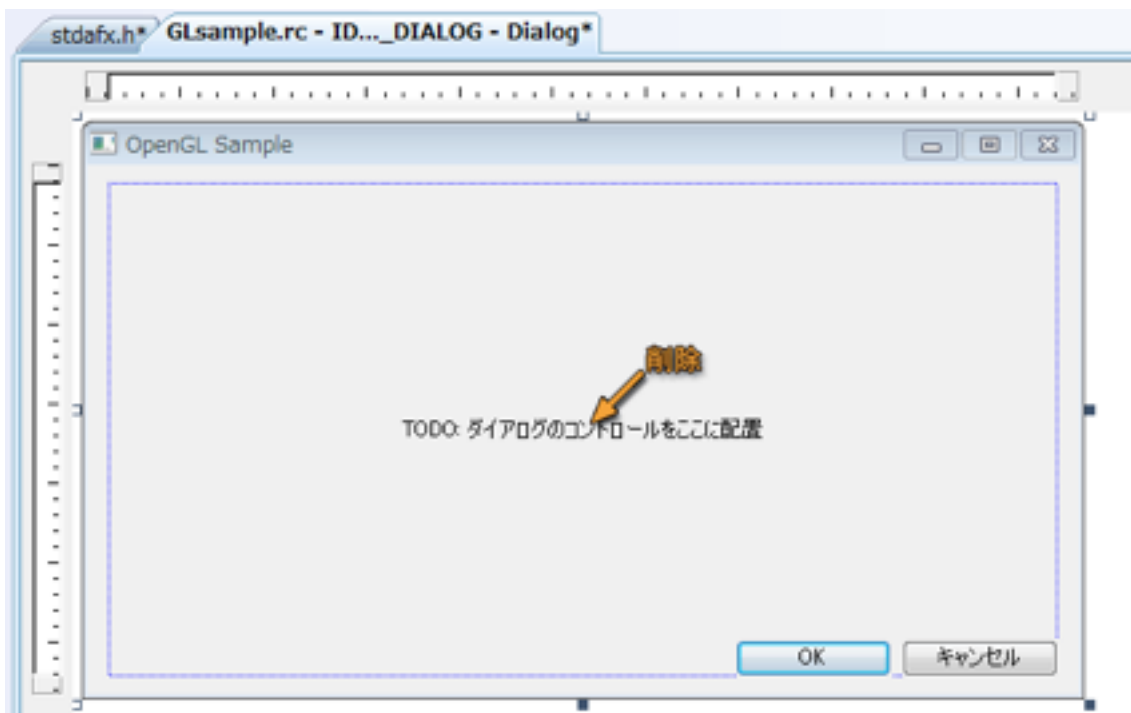 stdafx.h* GLsample.rc - ID..._DIALOG - Dialog*
OpenGL Sample
削除
TODO: ダイアログのコントロールをここに配置
OK キャンセル